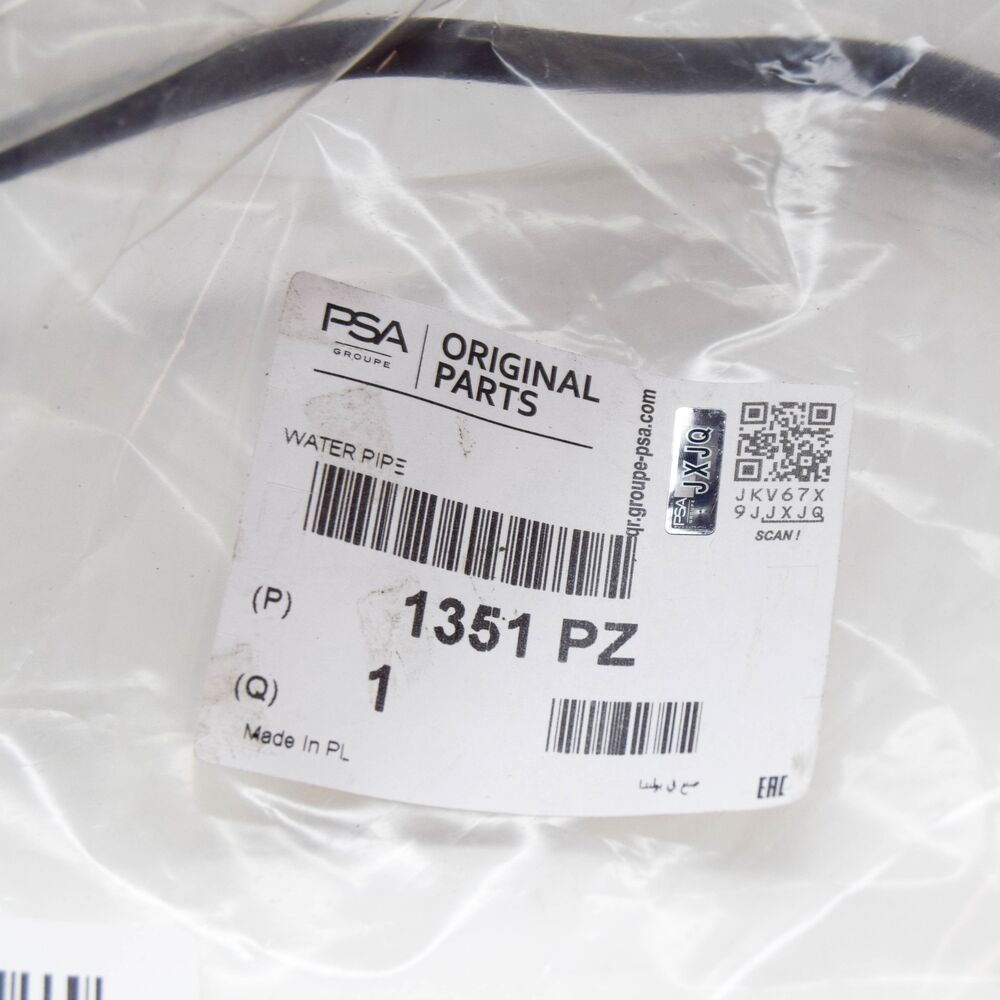 PSA
GROUPE
ORIGINAL
PARTS
WATER PIPE
qr.groupe-psa.com
PSA
JXJQ
JKV67X
9JJXJQ
SCAN!
(P) 1351 PZ
(Q) 1
Made In PL
صنع في بولندا
EAC